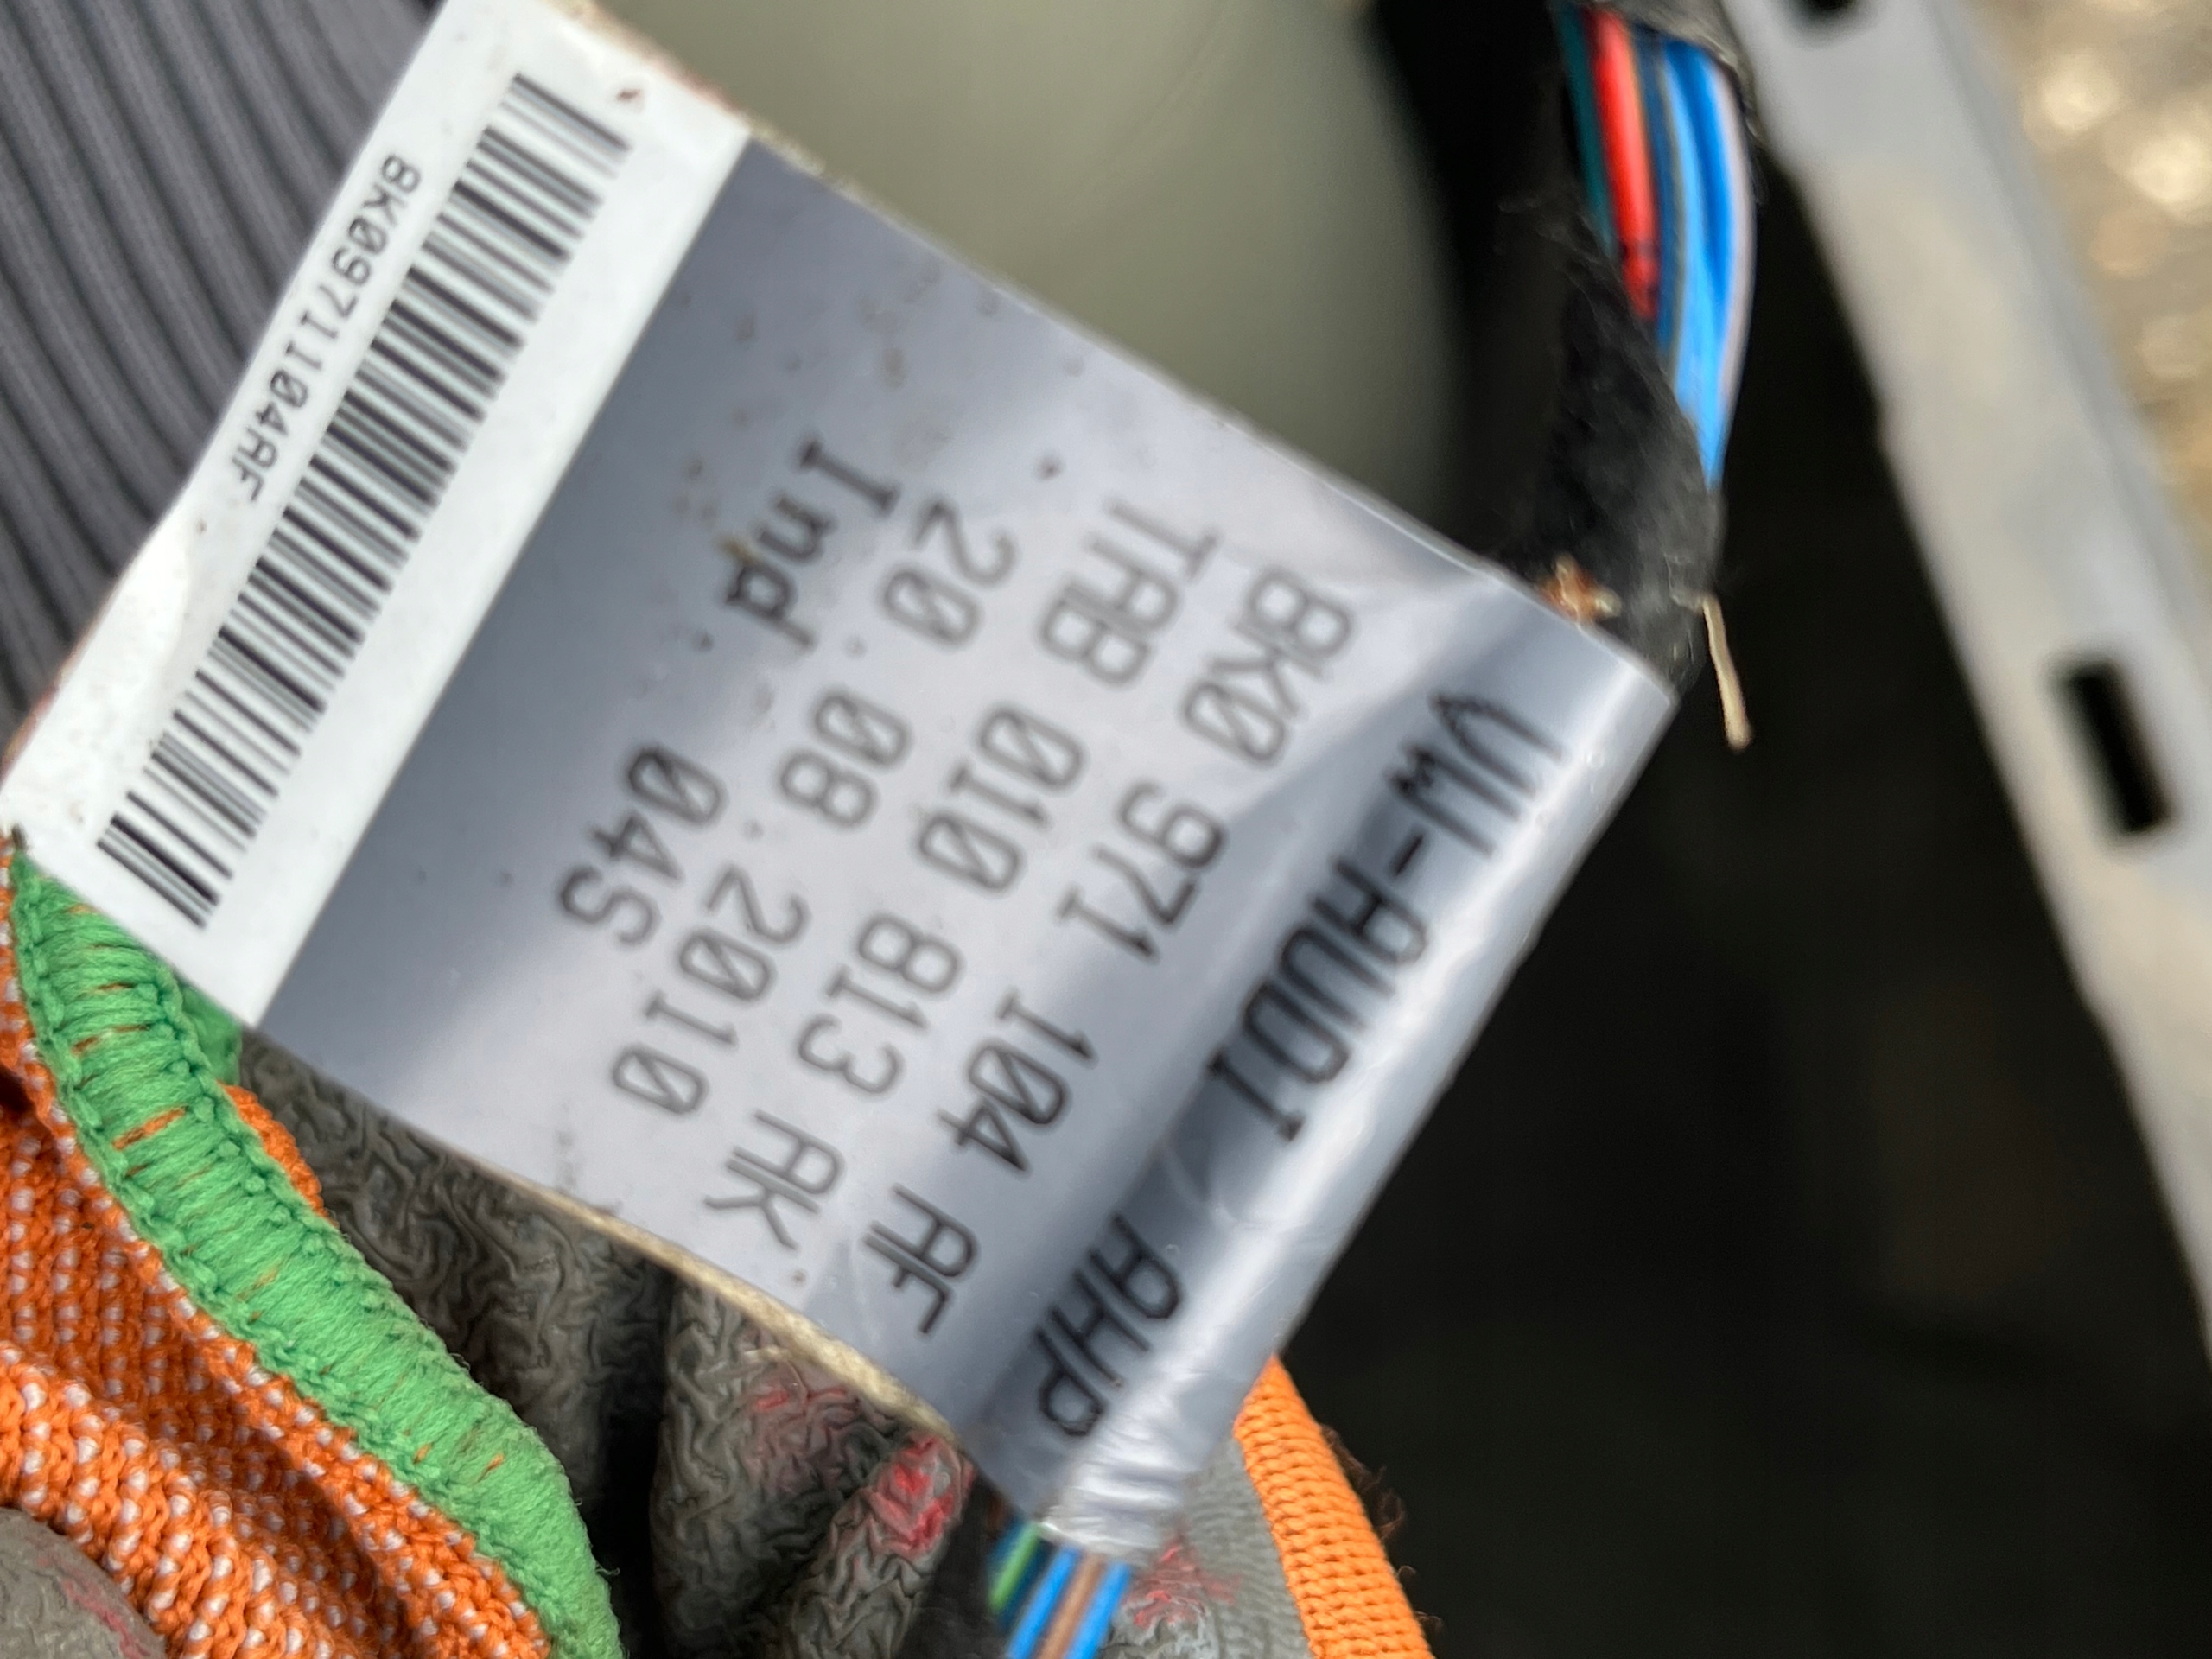 VW-AUDI AHP
8K0 971 104 AF
TAB 010 813 AK
20.08.2010
Ind 04S
8K0971104AF